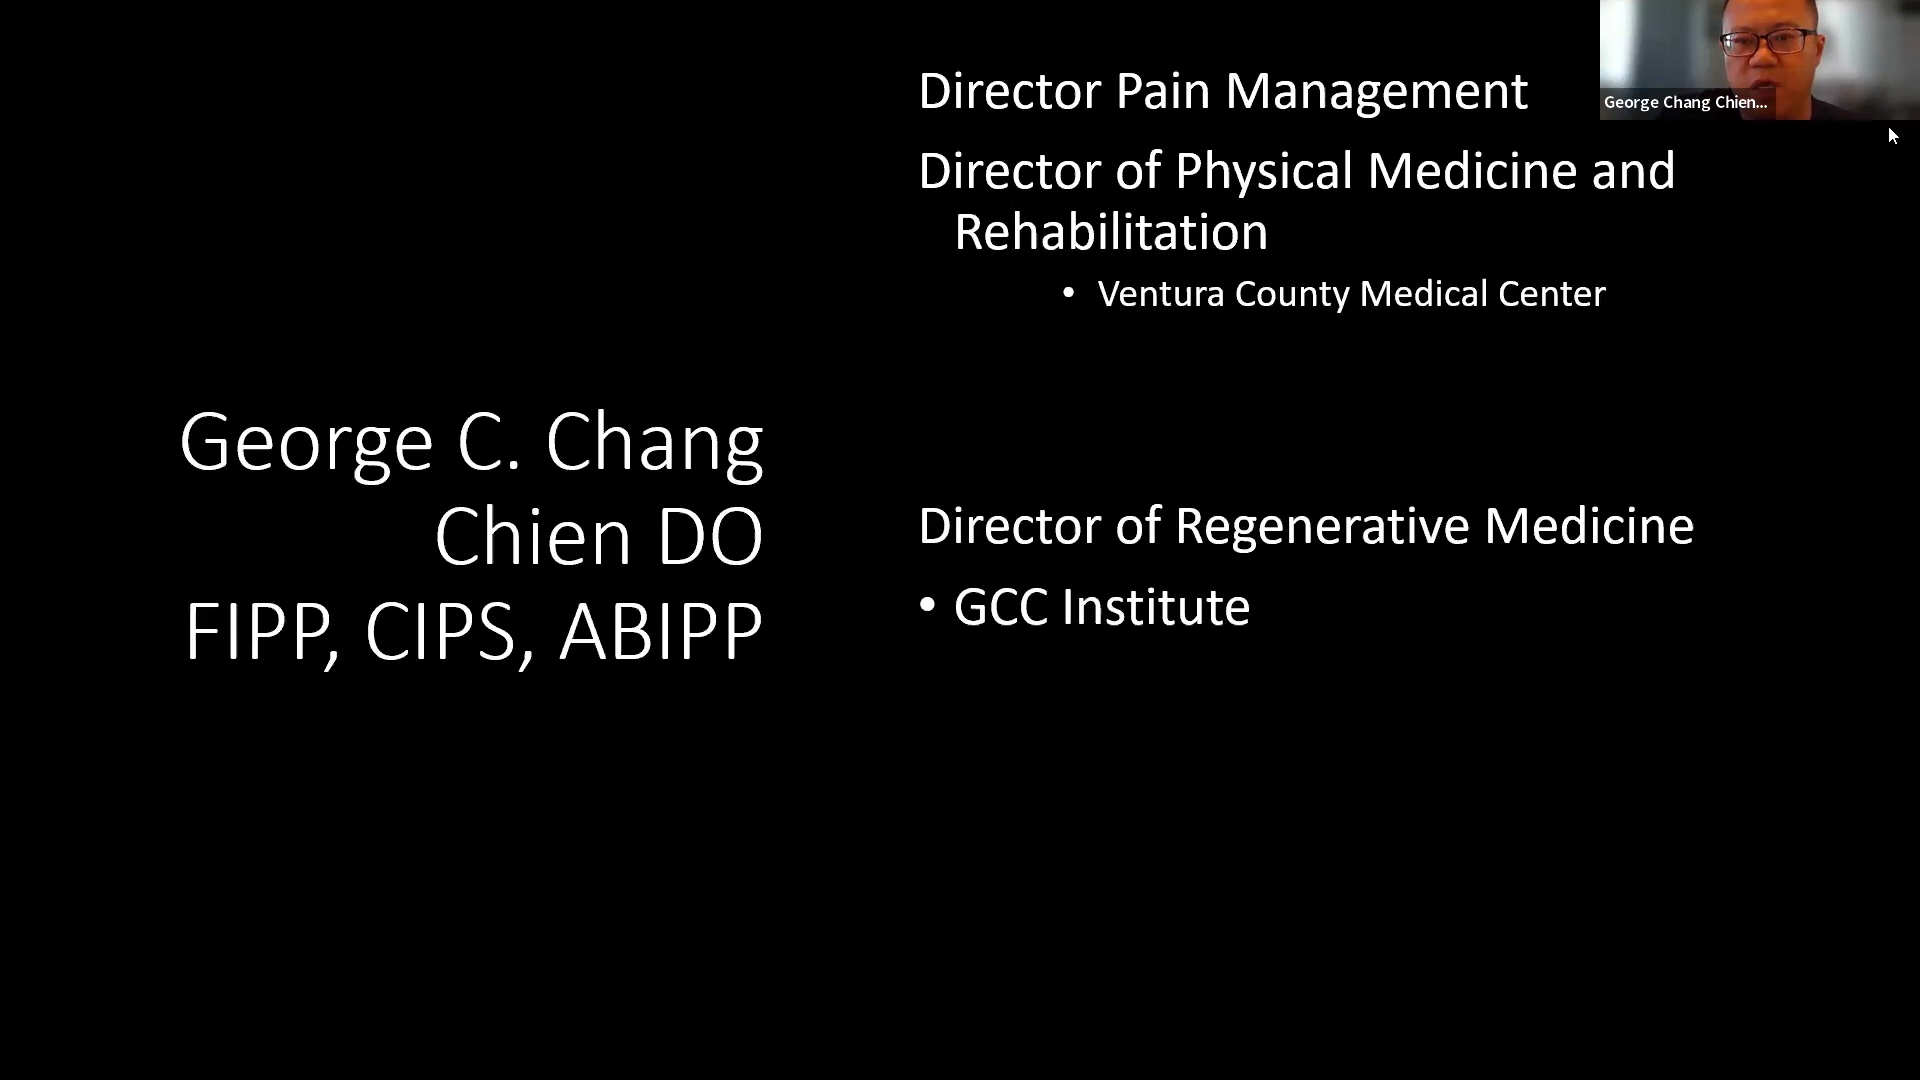 George C. Chang
Chien DO
FIPP, CIPS, ABIPP
Director Pain Management
Director of Physical Medicine and
Rehabilitation
• Ventura County Medical Center
Director of Regenerative Medicine
• GCC Institute
George Chang Chien...